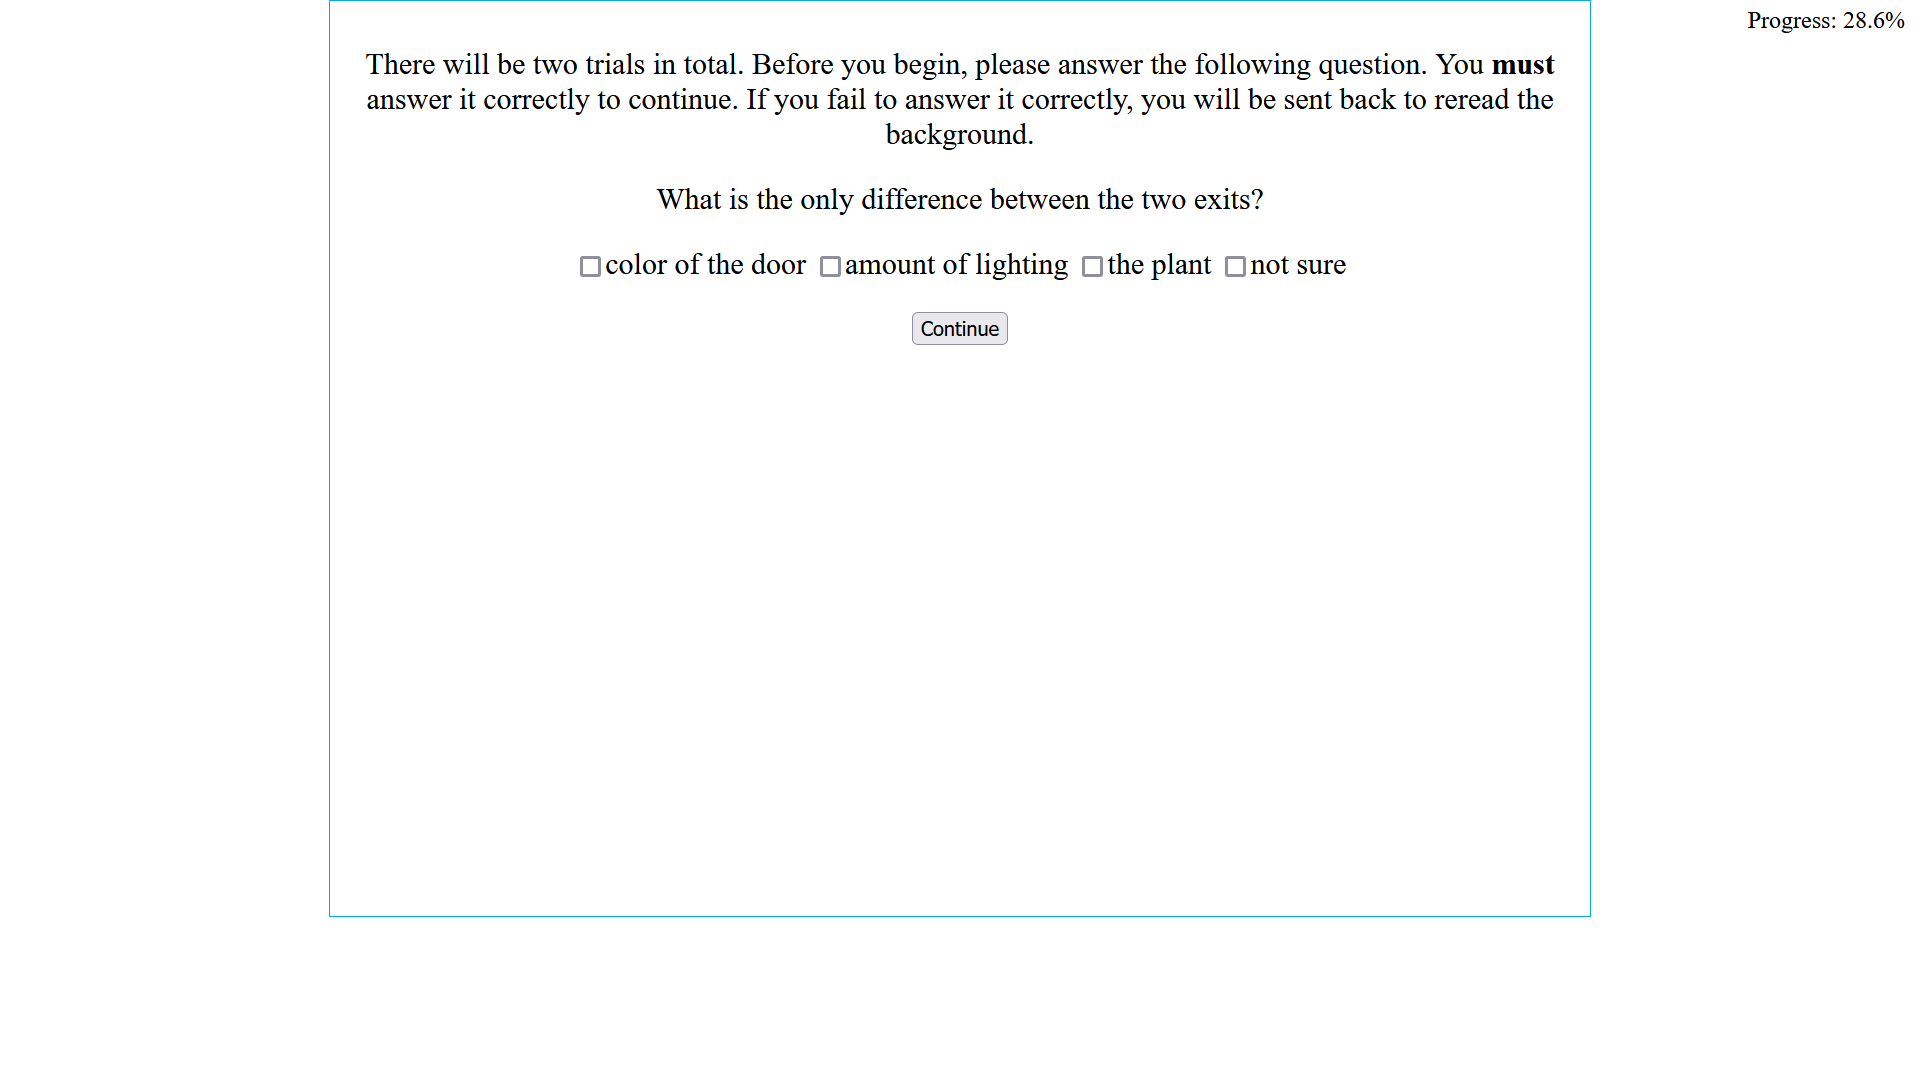 Progress: 28.6%
There will be two trials in total. Before you begin, please answer the following question. You must
answer it correctly to continue. If you fail to answer it correctly, you will be sent back to reread the
background.
What is the only difference between the two exits?
color of the door amount of lighting the plant not sure
Continue